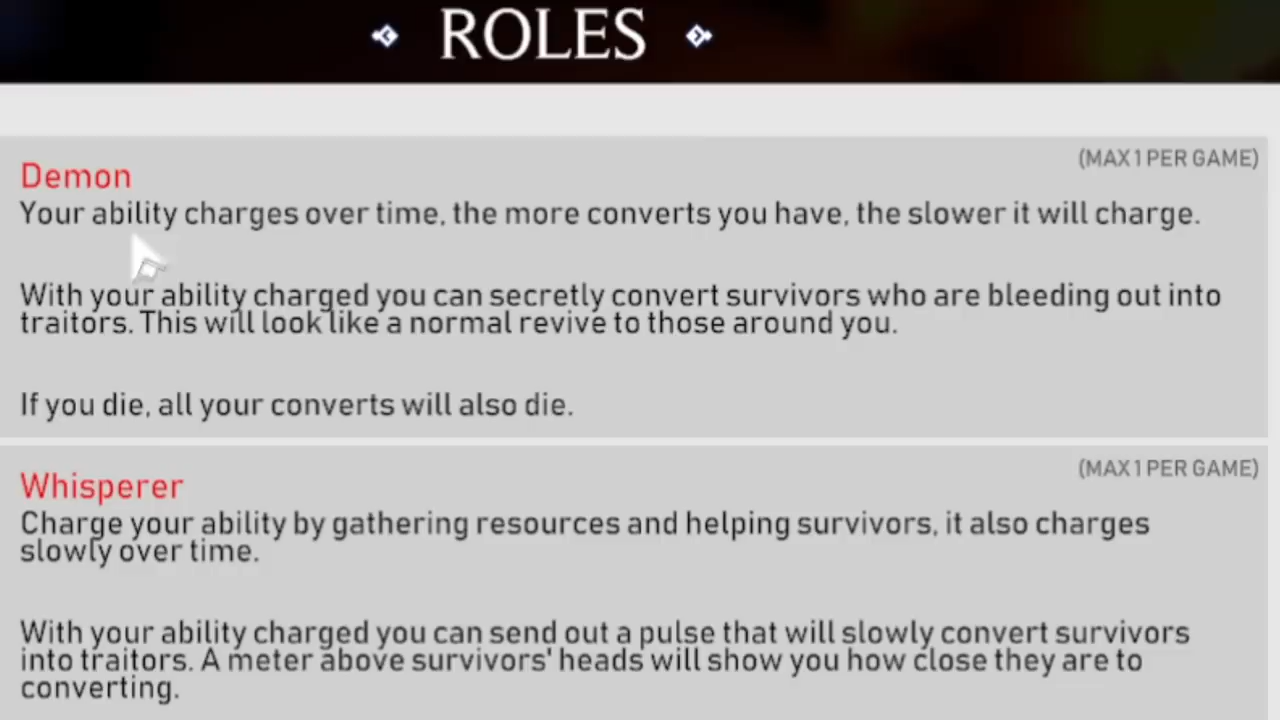 ROLES
(MAX 1 PER GAME)
Demon
Your ability charges over time, the more converts you have, the slower it will charge.
With your ability charged you can secretly convert survivors who are bleeding out into
traitors. This will look like a normal revive to those around you.
If you die, all your converts will also die.
(MAX 1 PER GAME)
Whisperer
Charge your ability by gathering resources and helping survivors, it also charges
slowly over time.
With your ability charged you can send out a pulse that will slowly convert survivors
into traitors. A meter above survivors' heads will show you how close they are to
converting.